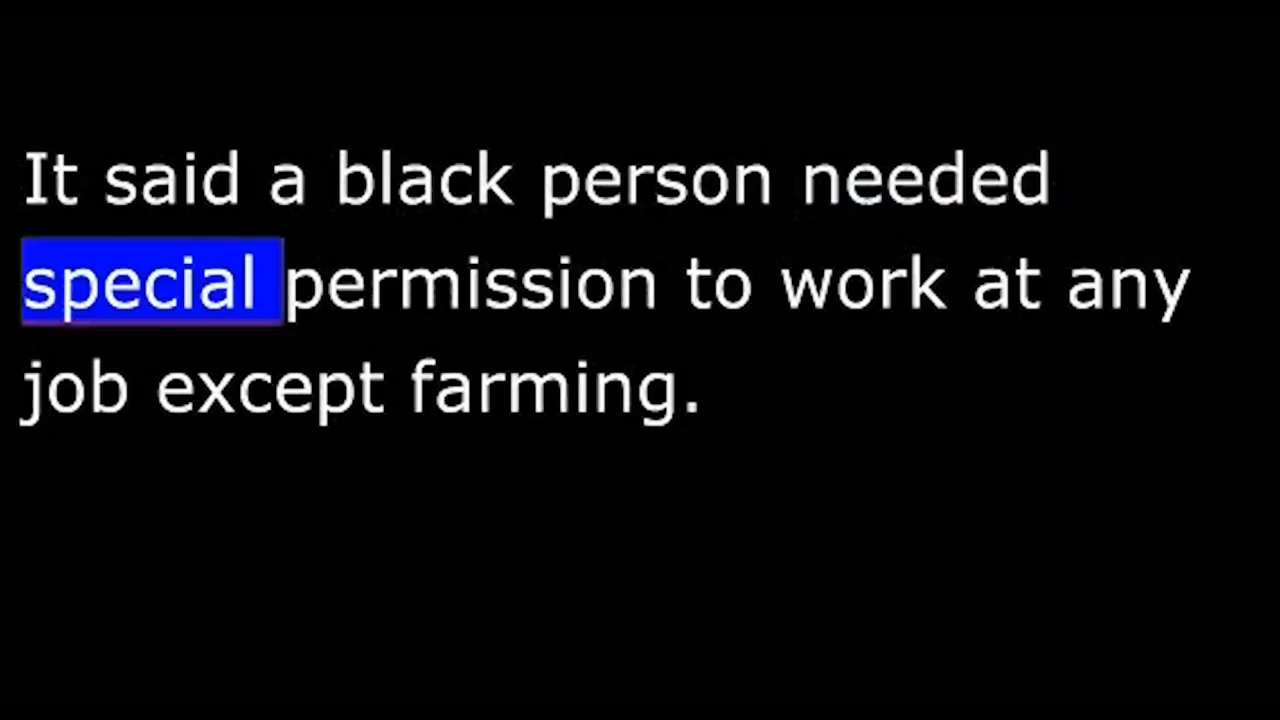 It said a black person needed
special permission to work at any
job except farming.